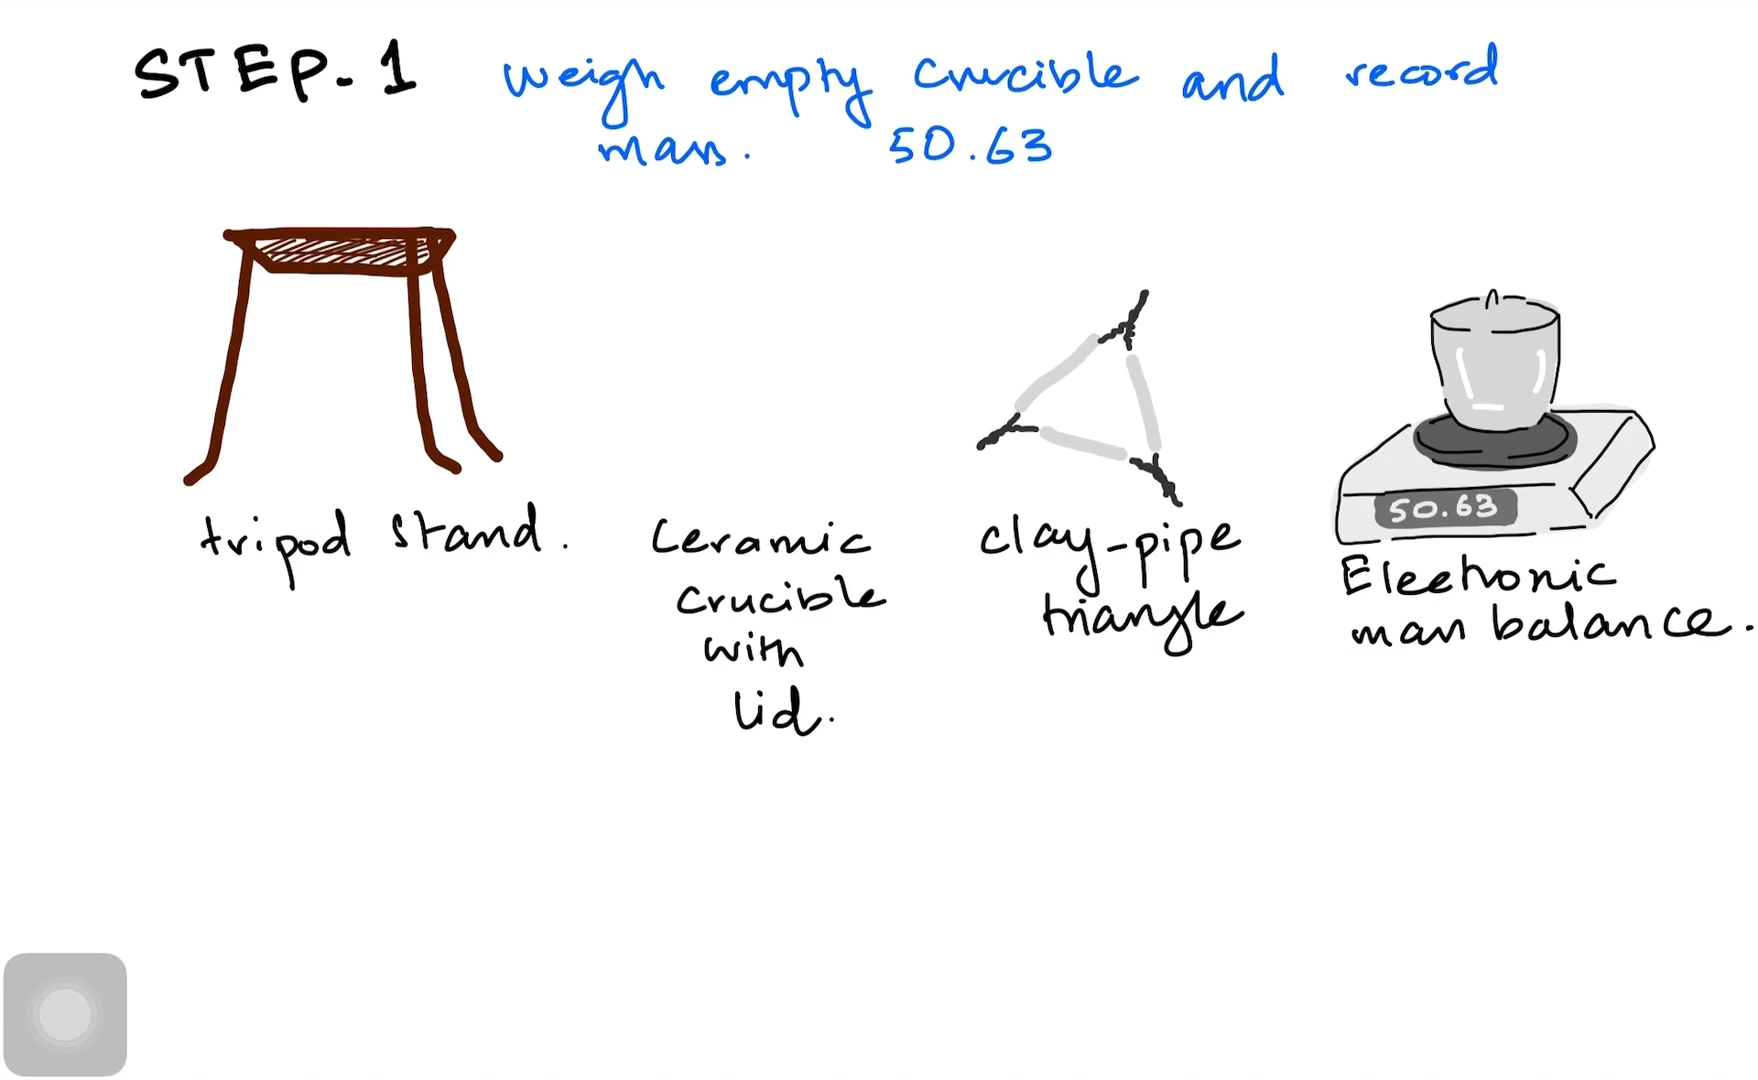 STEP-1 weigh empty crucible and record
mass. 50.63
50.63
tripod stand.
Ceramic
crucible
with
lid.
clay-pipe
triangle
Electronic
mass balance.